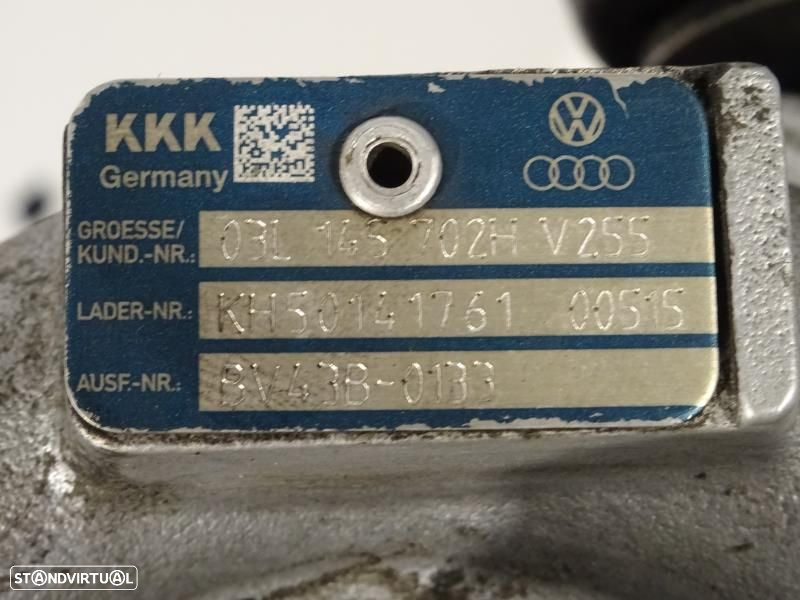 KKK
Germany
GROESSE/
KUND.-NR.: 03L 145 702H V255
LADER-NR.: KH50141761 00515
AUSF.-NR.: BV43B-0133
STANDVIRTUAL